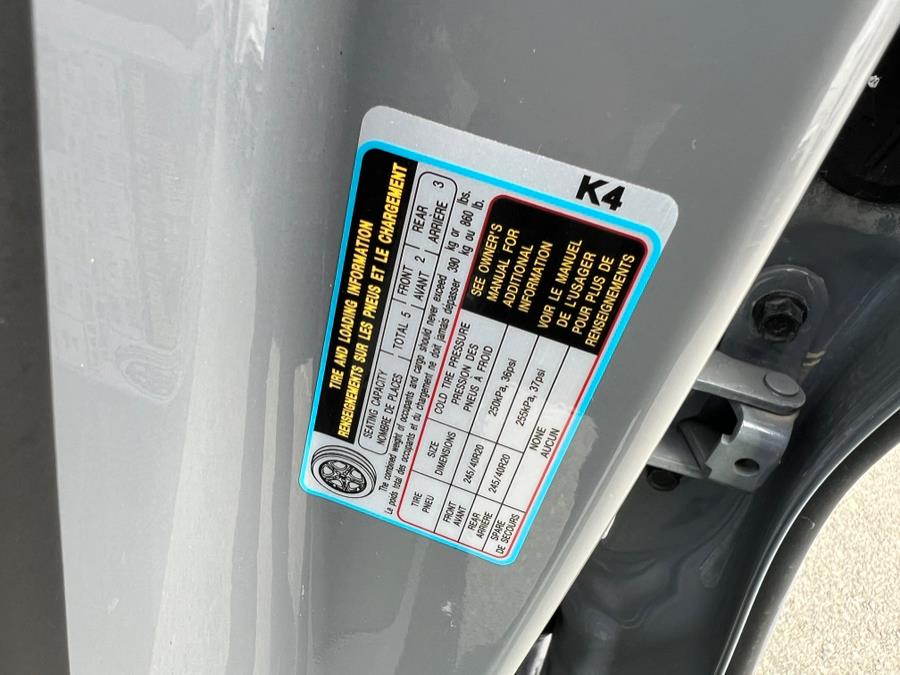 K4
TIRE AND LOADING INFORMATION
RENSEIGNEMENTS SUR LES PNEUS ET LE CHARGEMENT
SEATING CAPACITY TOTAL 5 FRONT 2 REAR 3
NOMBRE DE PLACES AVANT ARRIÈRE
The combined weight of occupants and cargo should never exceed 390 kg or 860 lbs.
Le poids total des occupants et du chargement ne doit jamais dépasser 390 kg ou 860 lb.
TIRE SIZE COLD TIRE PRESSURE
PNEU DIMENSIONS PRESSION DES
PNEUS A FROID
FRONT 245/40R20 250kPa, 36psi
AVANT
REAR 245/40R20 255kPa, 37psi
ARRIÈRE
SPARE NONE
DE SECOURS AUCUN
SEE OWNER'S
MANUAL FOR
ADDITIONAL
INFORMATION
VOIR LE MANUEL
DE L'USAGER
POUR PLUS DE
RENSEIGNEMENTS